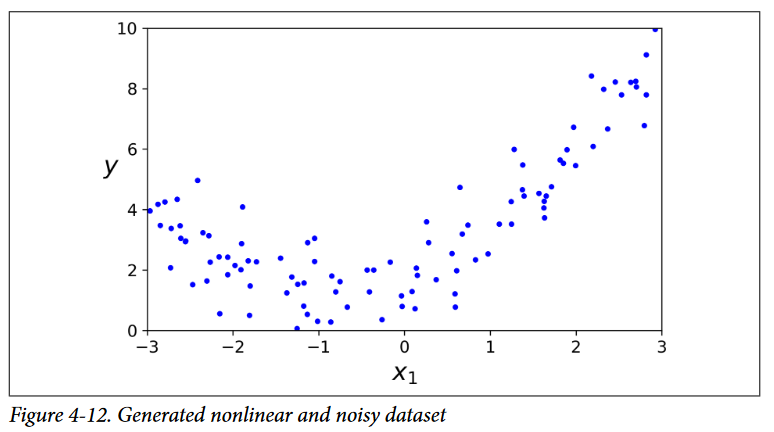 10
8
6
y
4
2
0
−3 −2 −1 0 1 2 3
x1
Figure 4-12. Generated nonlinear and noisy dataset